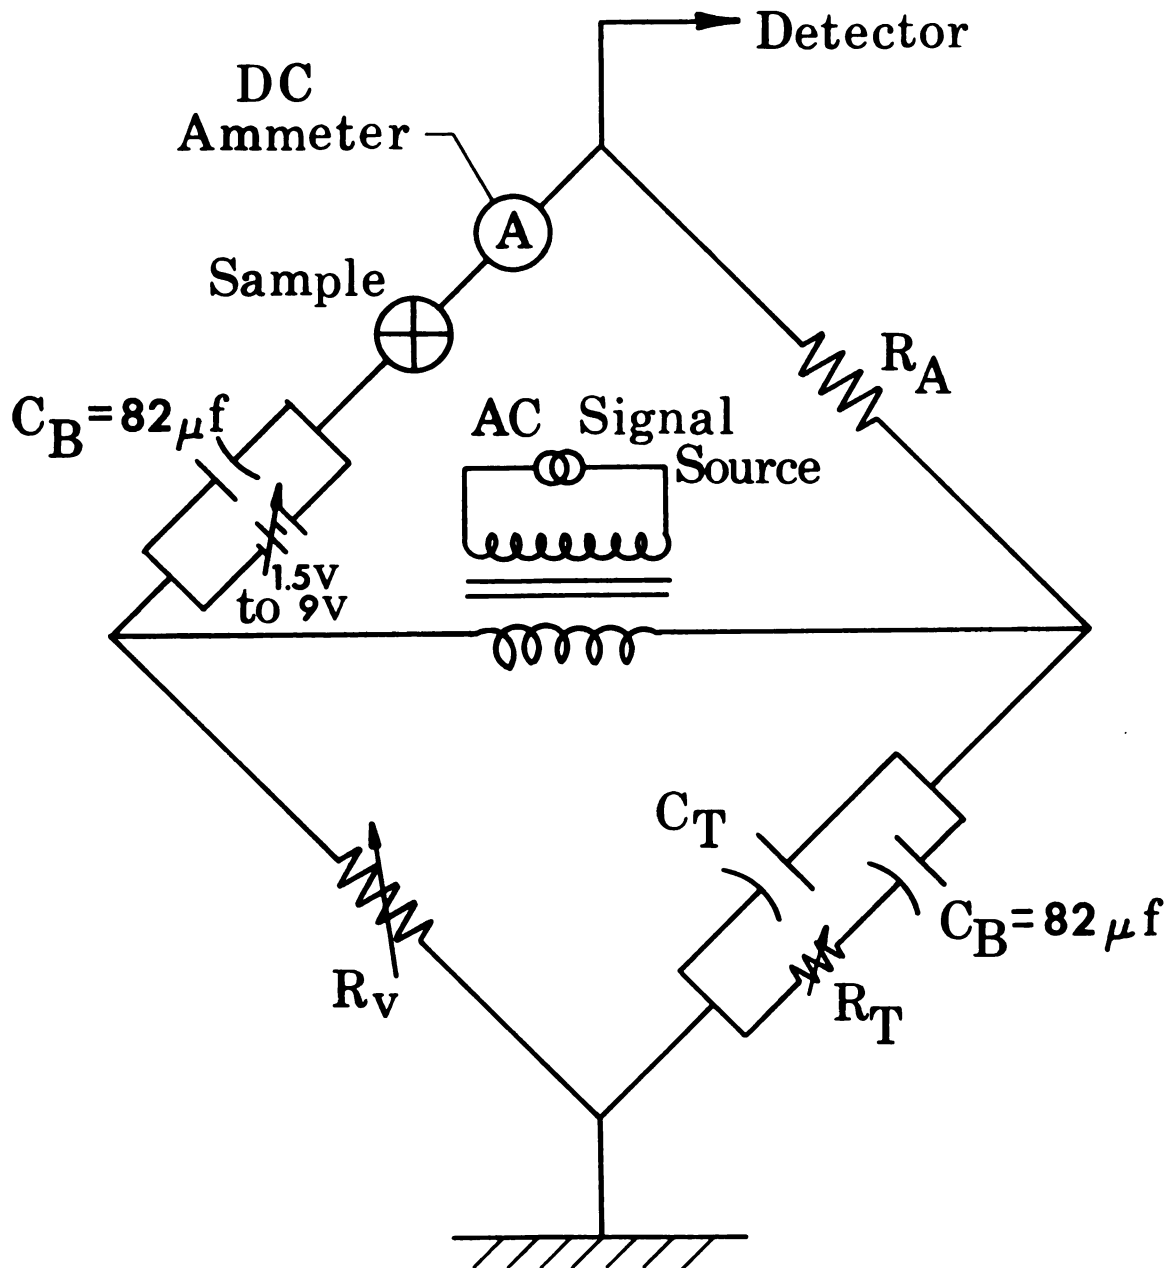 Detector
DC
Ammeter
A
Sample
R_A
C_B=82μf
AC Signal
Source
1.5V
to 9V
C_T
C_B=82μf
R_V
R_T